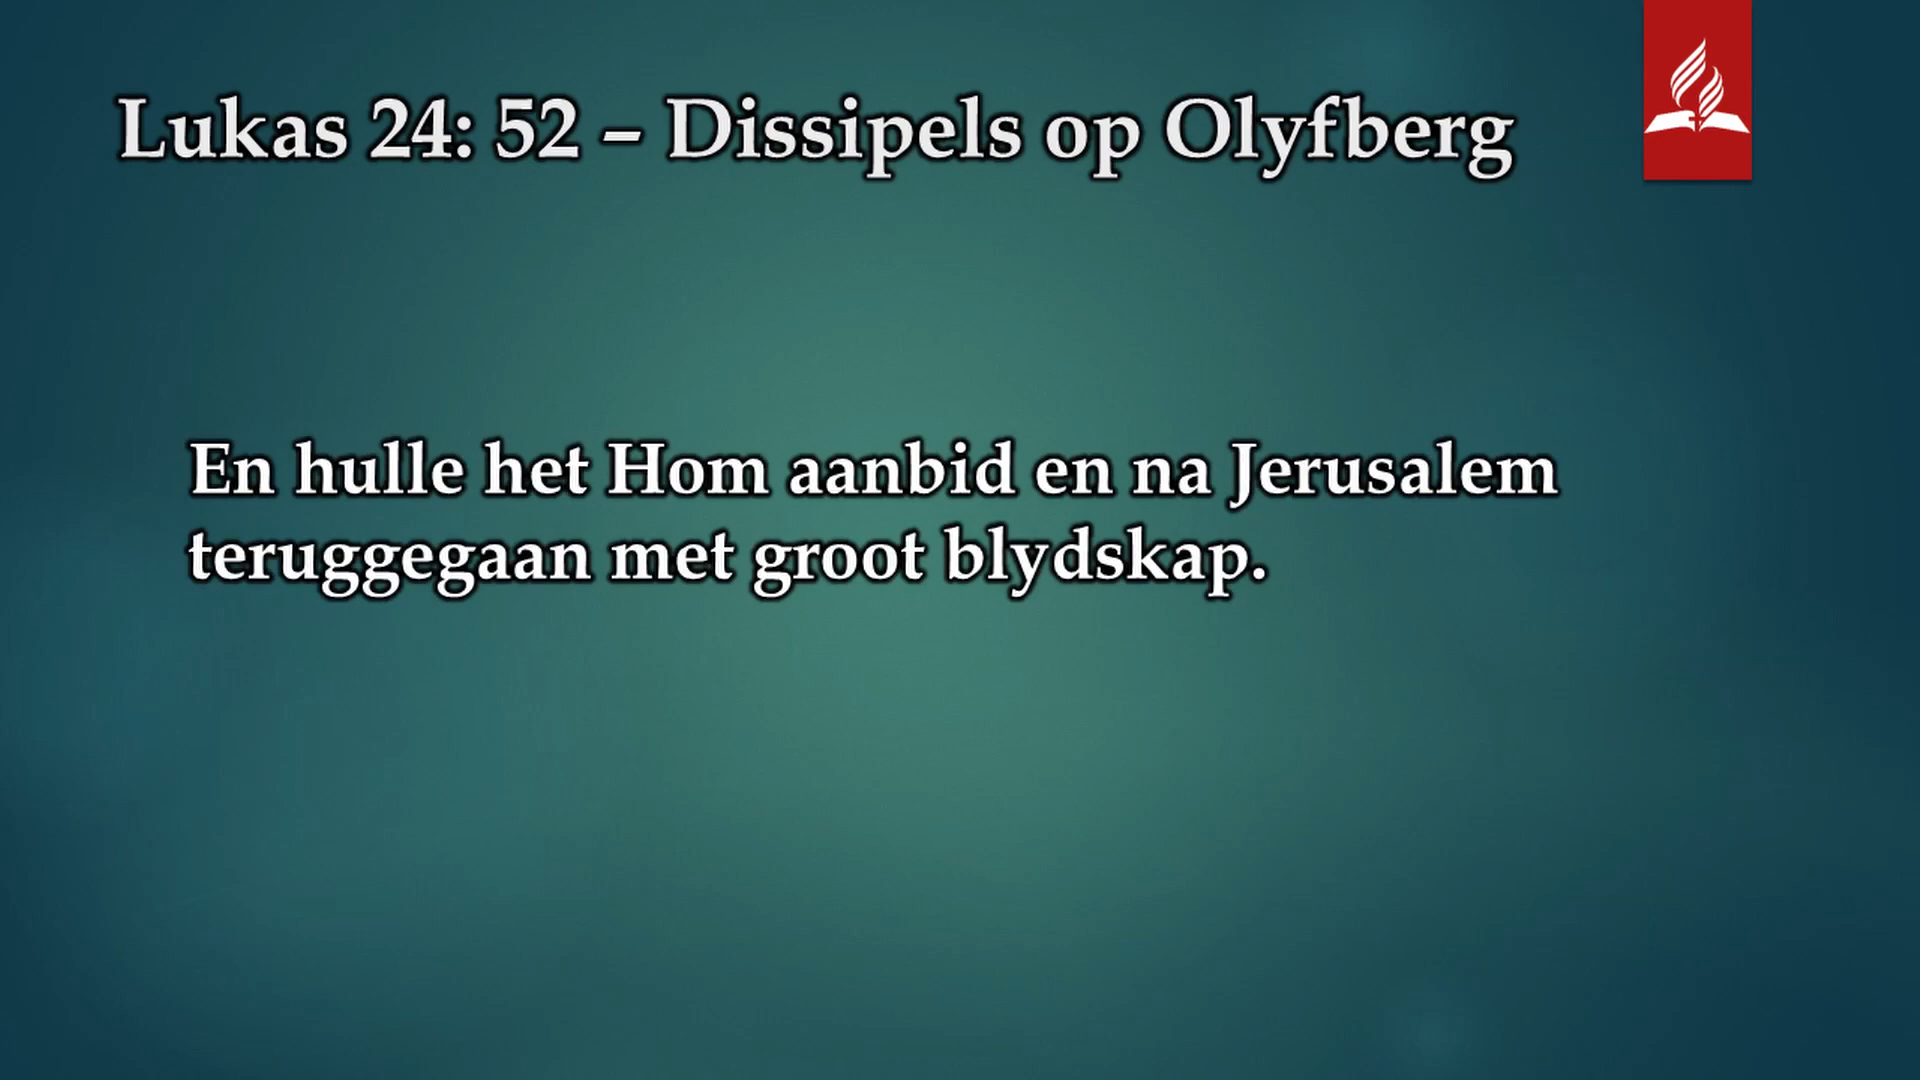 Lukas 24: 52 – Dissipels op Olyfberg
En hulle het Hom aanbid en na Jerusalem
teruggegaan met groot blydskap.